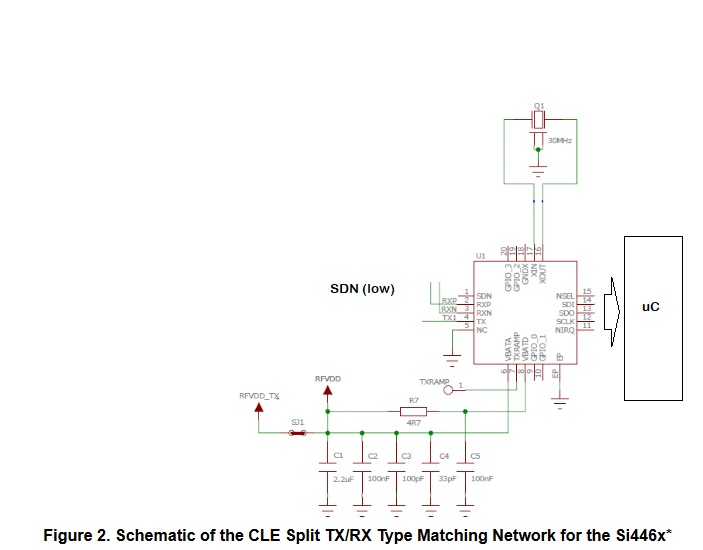 Q1
30MHz
U1
20
19
18
17
16
GPIO_3
GPIO_2
GNDX
XIN
XOUT
SDN (low)
1
SDN
NSEL
15
RXP
2
RXP
SDI
14
RXN
3
RXN
SDO
13
TX1
4
TX
SCLK
12
5
NC
NIRQ
11
uC
VBATA
TXRAMP
VBATD
GPIO_0
GPIO_1
EP
6
7
8
9
10
EP
RFVDD
TXRAMP
1
RFVDD_TX
R7
4R7
SJ1
C1
2.2uF
C2
100nF
C3
100pF
C4
33pF
C5
100nF
Figure 2. Schematic of the CLE Split TX/RX Type Matching Network for the Si446x*